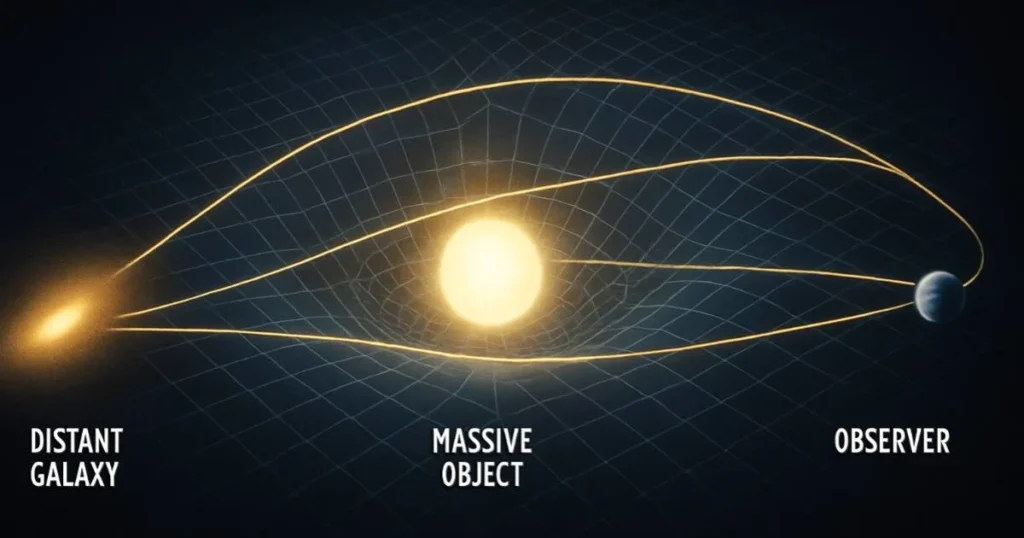 DISTANT
GALAXY
MASSIVE
OBJECT
OBSERVER